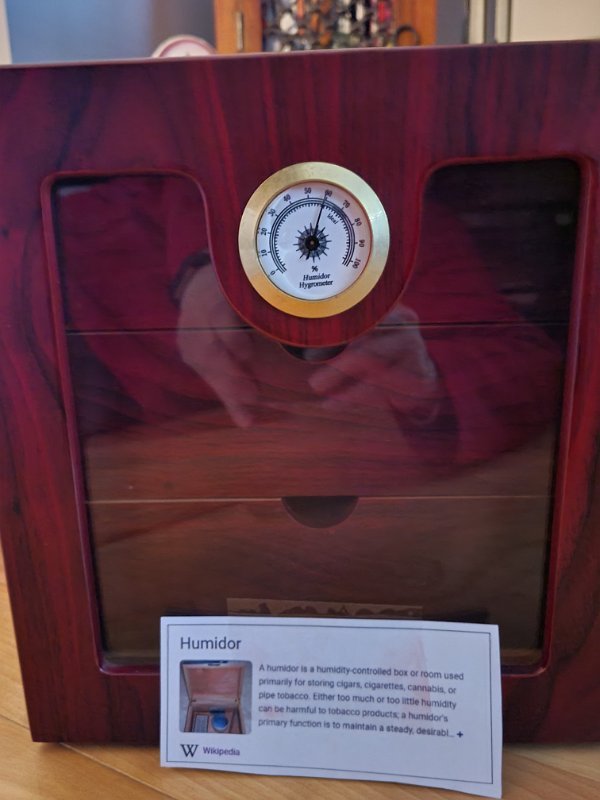 0 10 20 30 40 50 60 70 80 90 100
Ideal
%
Humidor
Hygrometer
Humidor
A humidor is a humidity-controlled box or room used
primarily for storing cigars, cigarettes, cannabis, or
pipe tobacco. Either too much or too little humidity
can be harmful to tobacco products; a humidor's
primary function is to maintain a steady, desirabl... +
W Wikipedia